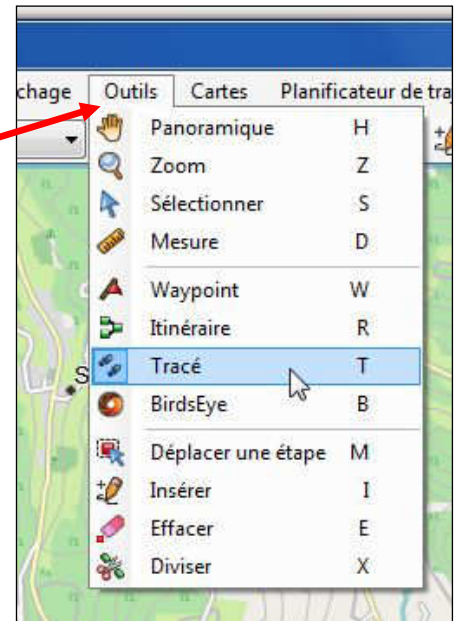 chage Outils Cartes Planificateur de tra
Panoramique H
Zoom Z
Sélectionner S
Mesure D
Waypoint W
Itinéraire R
Tracé T
S
BirdsEye B
Déplacer une étape M
Insérer I
Effacer E
Diviser X